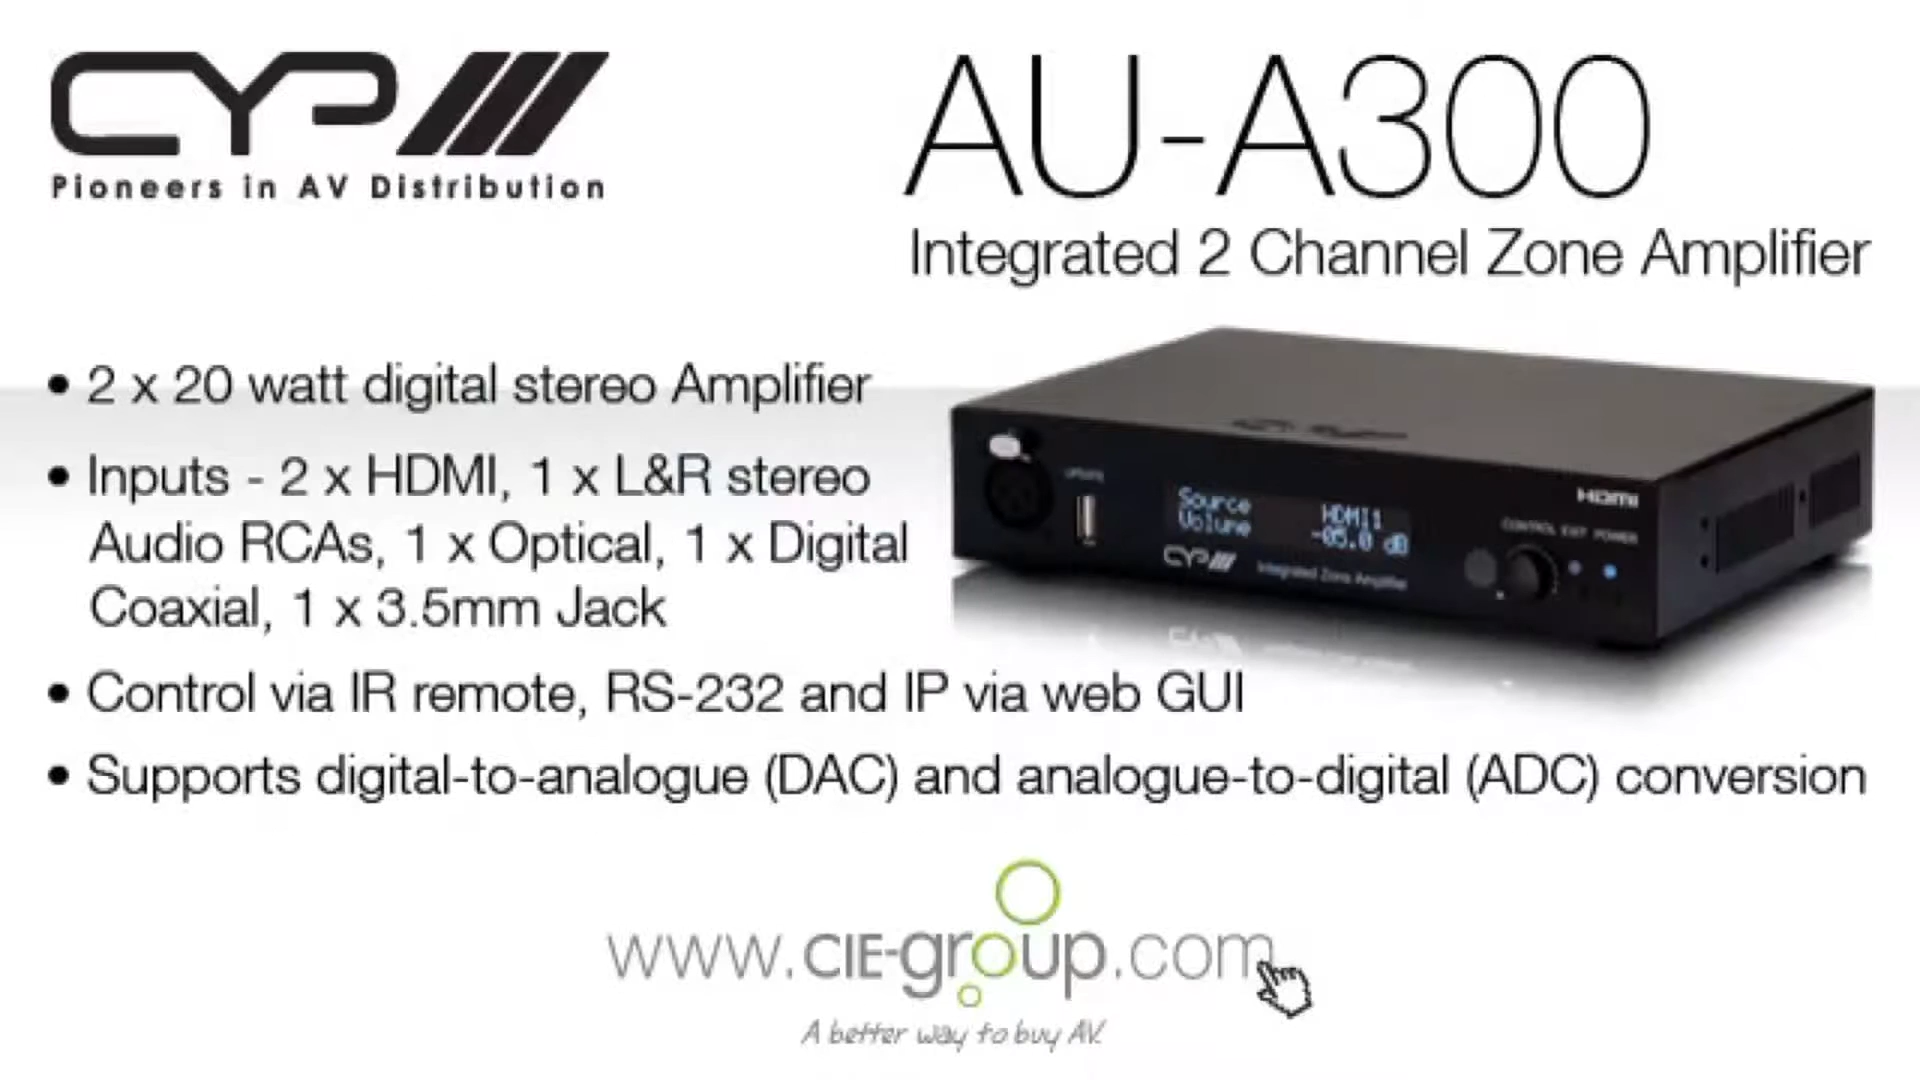 CYP
Pioneers in AV Distribution
AU-A300
Integrated 2 Channel Zone Amplifier
• 2 x 20 watt digital stereo Amplifier
• Inputs - 2 x HDMI, 1 x L&R stereo
Audio RCAs, 1 x Optical, 1 x Digital
Coaxial, 1 x 3.5mm Jack
• Control via IR remote, RS-232 and IP via web GUI
• Supports digital-to-analogue (DAC) and analogue-to-digital (ADC) conversion
UPDATE
Source HDMI1
Volume -05.0 dB
CYP
Integrated Zone Amplifier
HDMI
CONTROL EXIT POWER
www.CIE-group.com
A better way to buy AV.